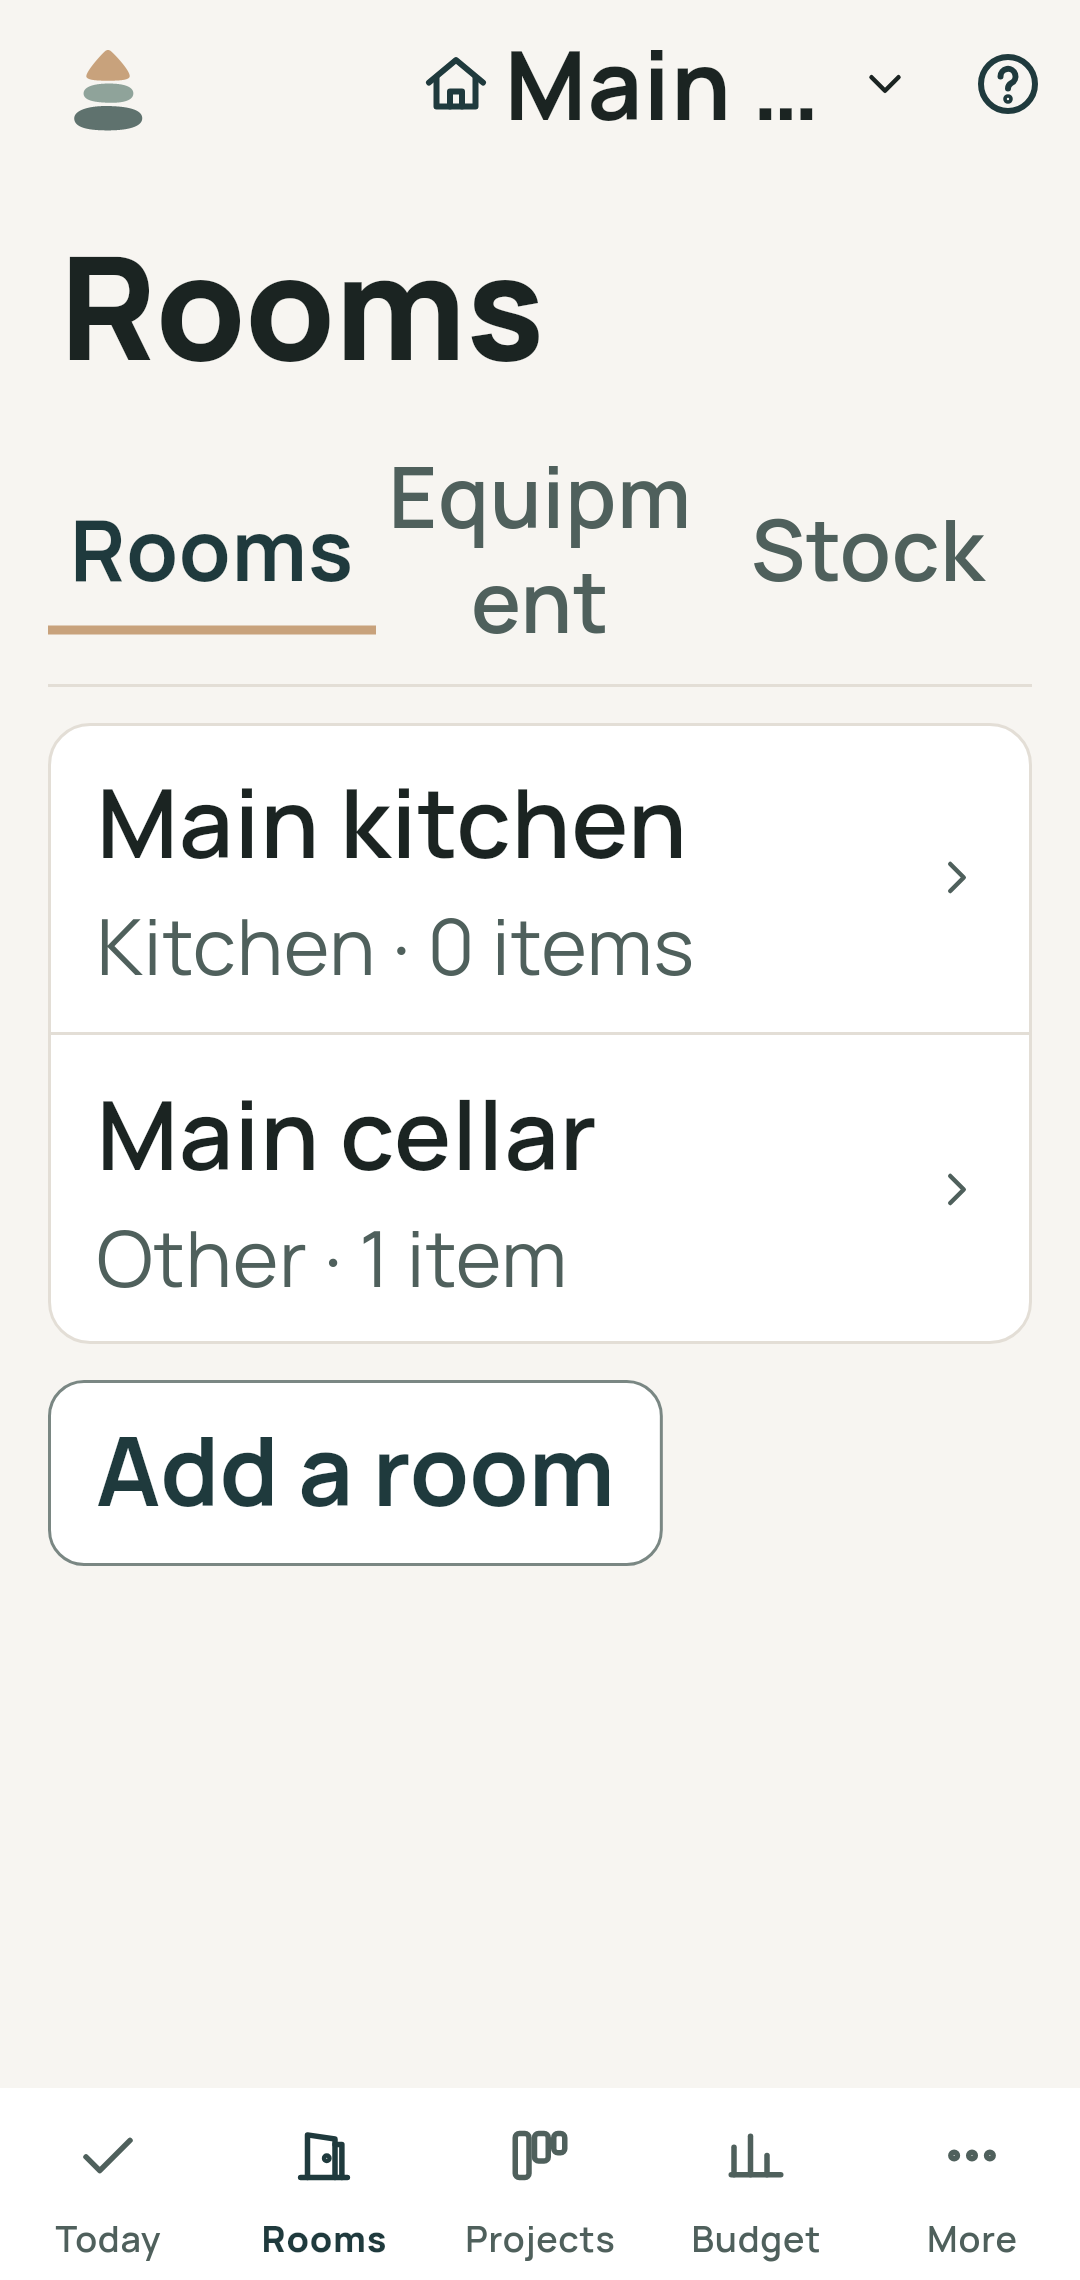 Main ...
Rooms
Rooms
Equipm
ent
Stock
Main kitchen
Kitchen · 0 items
Main cellar
Other · 1 item
Add a room
Today
Rooms
Projects
Budget
More